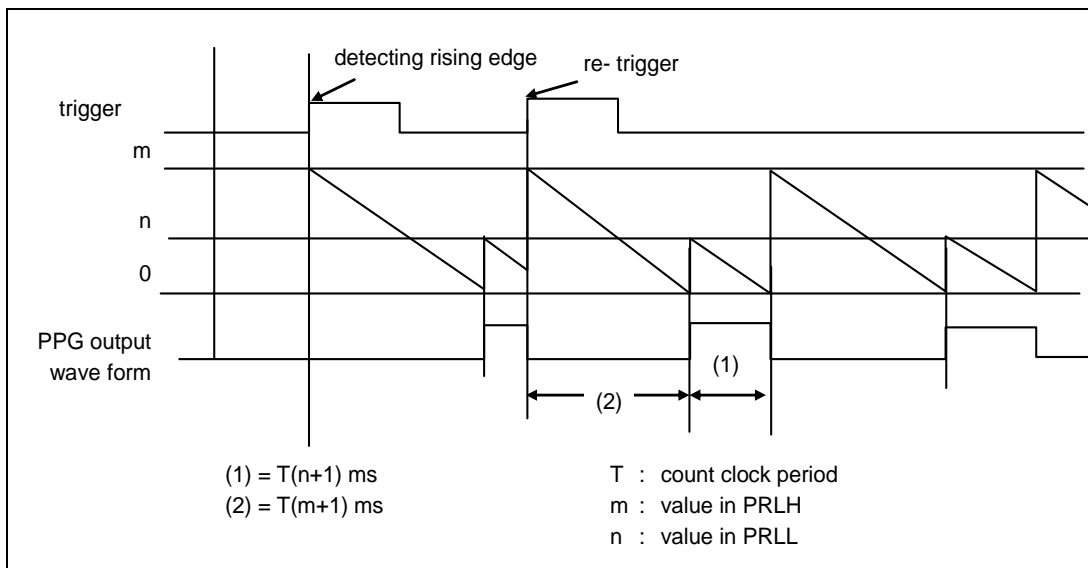 detecting rising edge
re- trigger
trigger
m
n
0
PPG output
wave form
(1)
(2)
(1) = T(n+1) ms
(2) = T(m+1) ms
T : count clock period
m : value in PRLH
n : value in PRLL